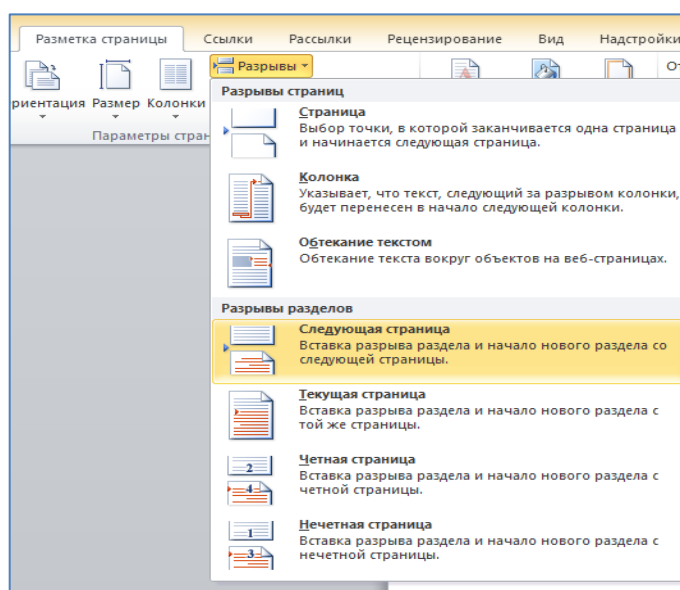 Разметка страницы Ссылки Рассылки Рецензирование Вид Надстройки
Разрывы
риентация Размер Колонки
Параметры стран
Разрывы страниц
Страница
Выбор точки, в которой заканчивается одна страница
и начинается следующая страница.
Колонка
Указывает, что текст, следующий за разрывом колонки,
будет перенесен в начало следующей колонки.
Обтекание текстом
Обтекание текста вокруг объектов на веб-страницах.
Разрывы разделов
Следующая страница
Вставка разрыва раздела и начало нового раздела со
следующей страницы.
Текущая страница
Вставка разрыва раздела и начало нового раздела с
той же страницы.
2
4
Четная страница
Вставка разрыва раздела и начало нового раздела с
четной страницы.
1
3
Нечетная страница
Вставка разрыва раздела и начало нового раздела с
нечетной страницы.